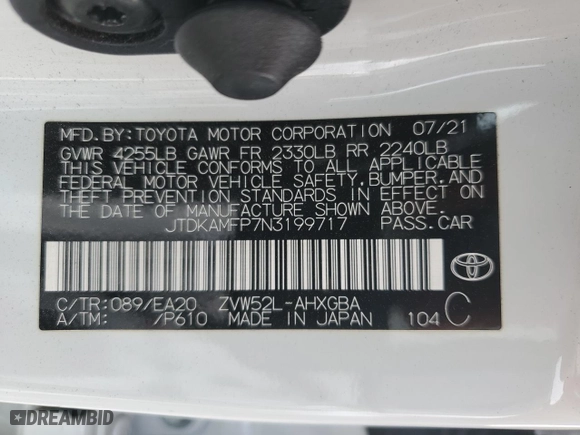 MFD. BY: TOYOTA MOTOR CORPORATION 07/21
GVWR 4255LB GAWR FR 2330LB RR 2240LB
THIS VEHICLE CONFORMS TO ALL APPLICABLE
FEDERAL MOTOR VEHICLE SAFETY, BUMPER, AND
THEFT PREVENTION STANDARDS IN EFFECT ON
THE DATE OF MANUFACTURE SHOWN ABOVE.
JTDKAMFP7N3199717 PASS. CAR
TOYOTA
C/TR: 089/EA20 ZVW52L-AHXGBA
A/TM: /P610 MADE IN JAPAN 104 C
DREAMBID